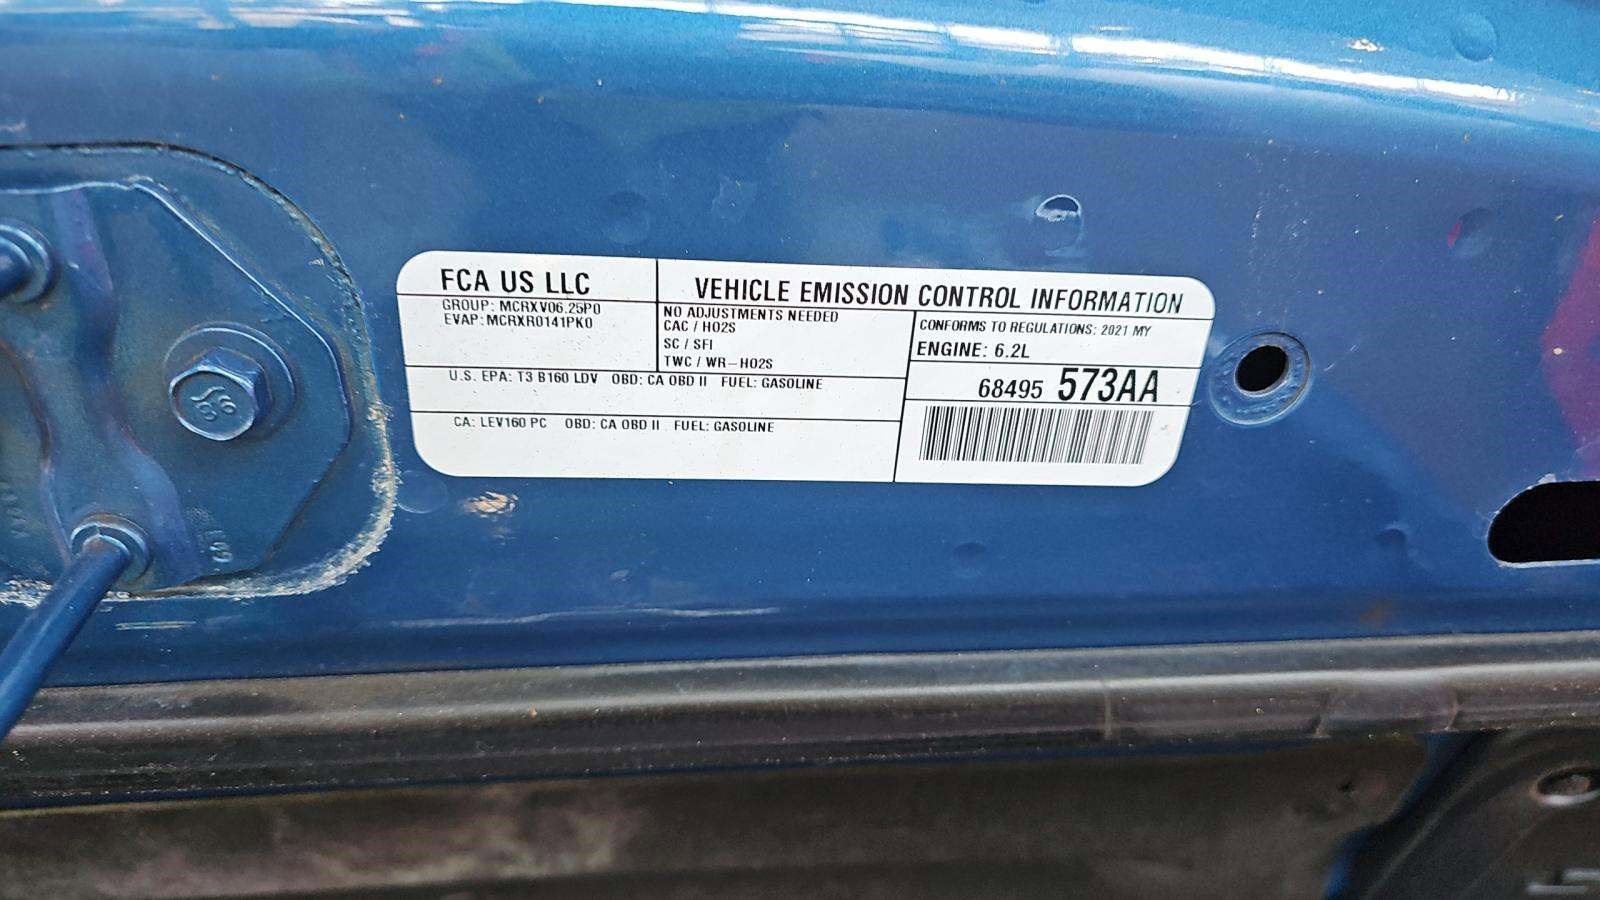 FCA US LLC
VEHICLE EMISSION CONTROL INFORMATION
GROUP: MCRXV06.25P0
EVAP: MCRXR0141PK0
NO ADJUSTMENTS NEEDED
CAC / HO2S
SC / SFI
TWC / WR-HO2S
CONFORMS TO REGULATIONS: 2021 MY
ENGINE: 6.2L
68495 573AA
U.S. EPA: T3 B160 LDV OBD: CA OBD II FUEL: GASOLINE
CA: LEV160 PC OBD: CA OBD II FUEL: GASOLINE